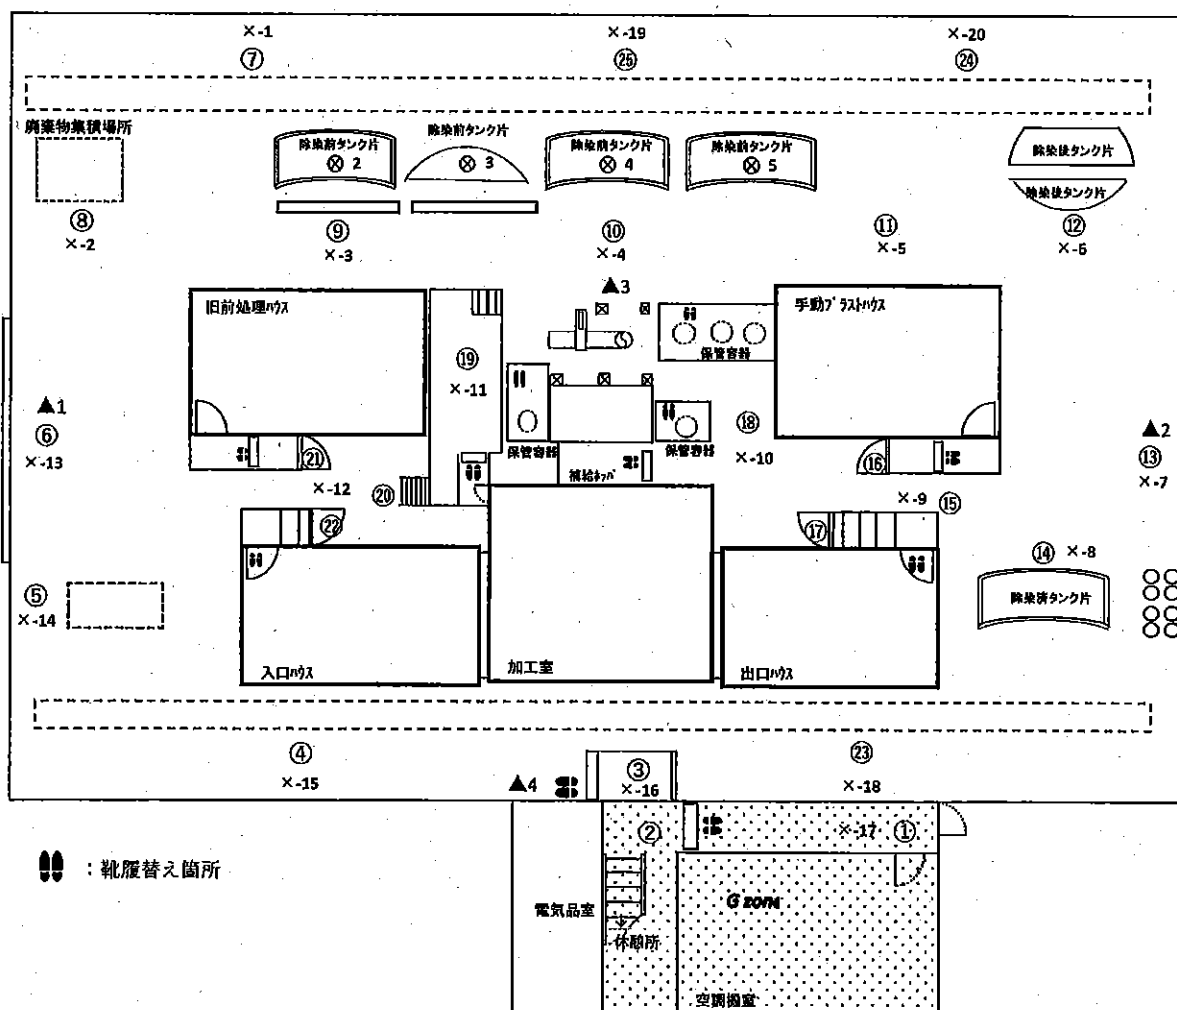 ×-1
×-19
×-20
⑦
㉕
㉔
廃棄物集積場所
除染前タンク片
⊗ 2
除染前タンク片
⊗ 3
除染前タンク片
⊗ 4
除染前タンク片
⊗ 5
除染後タンク片
除染後タンク片
⑧
×-2
⑨
×-3
⑩
×-4
⑪
×-5
⑫
×-6
▲3
旧前処理ハウス
手動ブラストハウス
保管容器
⑲
×-11
▲1
⑥
×-13
⑱
×-10
▲2
⑬
×-7
保管容器
保管容器
㉑
⑯
補給ホッパ
×-12
⑳
×-9
⑮
㉒
⑰
⑭
×-8
⑤
×-14
除染済タンク片
入口ハウス
加工室
出口ハウス
④
×-15
▲4
③
×-16
㉓
×-18
②
×-17
①
:靴履替え箇所
G zone
電気品室
休憩所
空調機室